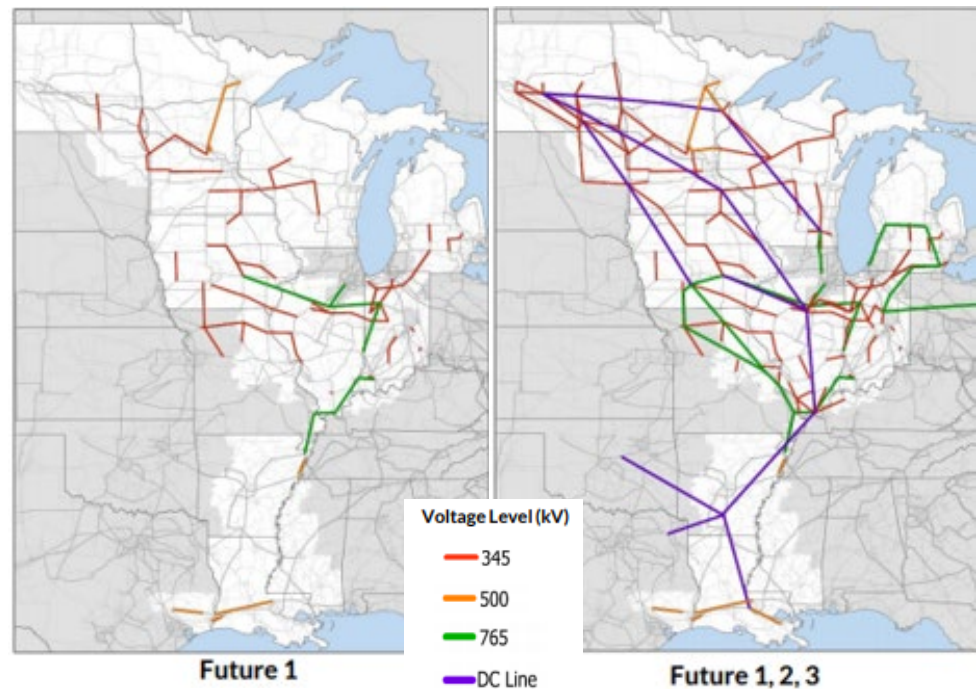 Voltage Level (kV)
345
500
765
DC Line
Future 1
Future 1, 2, 3